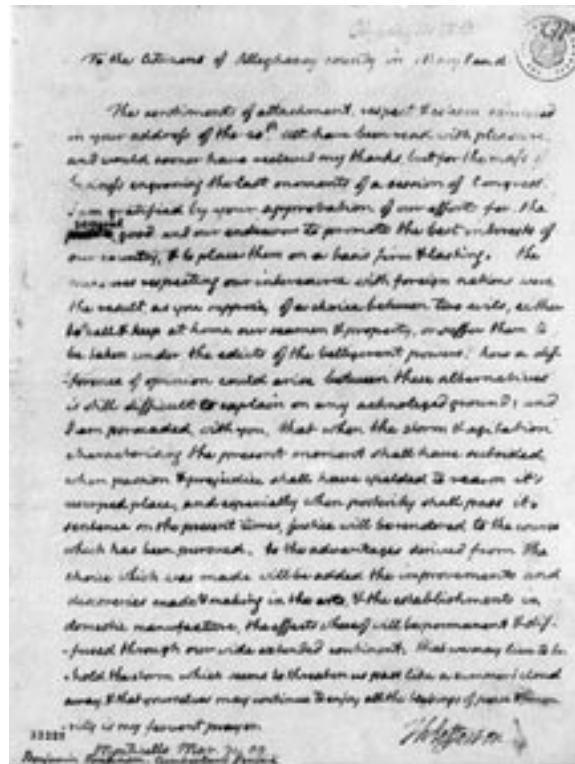 To the Citizens of Alleghany county in Maryland
The sentiments of attachment, respect & esteem expressed
in your address of the 20th ult. have been read with pleasure,
and would sooner have recieved my thanks, but for the mass of
business engrossing the last moments of a session of Congress.
I am gratified by your approbation of our efforts for the
general good and our endeavors to promote the best interests of
our country, & to place them on a basis firm & lasting. the
measures respecting our intercourse with foreign nations were
the result, as you suppose, of a choice between two evils, either
to call & keep at home our seamen & property, or suffer them to
be taken under the edicts of the belligerent powers. how a dif-
-ference of opinion could arise between these alternatives
is still difficult to explain on any acknoleged ground; and
I am persuaded, with you, that when the storm & agitation
characterising the present moment shall have subsided,
when passion & prejudice shall have yielded to reason it's
usurped place, and especially when posterity shall pass it's
sentence on the present times, justice will be rendered to the course
which has been pursued. to the advantages derived from the
choice which was made will be added the improvements and
discoveries made & making in the arts, & the establishments in
domestic manufacture, the effects whereof will be permanent & dif-
-fused through our wide extended continent. that we may live to be-
-hold the storm which seems to threaten us pass like a summer's cloud
away, & that yourselves may continue to enjoy all the blessings of peace &
-rity is my fervent prayer.
Th: Jefferson
Monticello Mar. 09
Benjamin